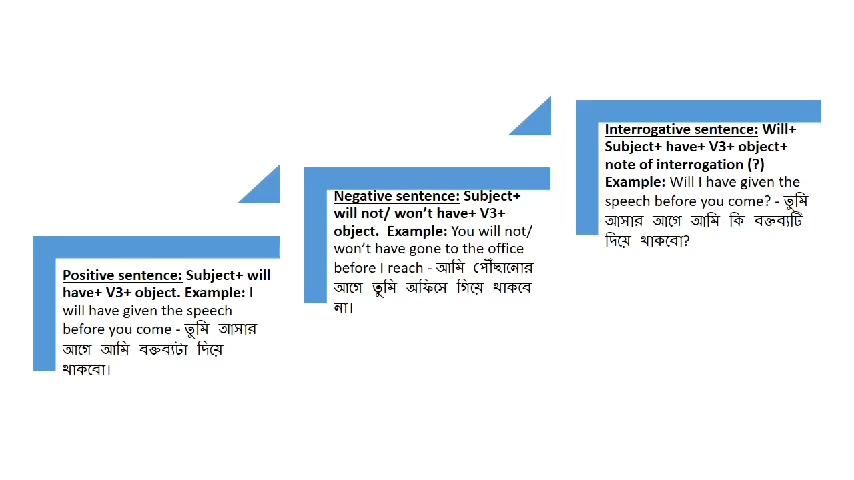 Positive sentence: Subject+ will
have+ V3+ object. Example: I
will have given the speech
before you come - তুমি আসার
আগে আমি বক্তব্যটা দিয়ে
থাকবো।
Negative sentence: Subject+
will not/ won’t have+ V3+
object. Example: You will not/
won’t have gone to the office
before I reach - আমি পৌঁছানোর
আগে তুমি অফিসে গিয়ে থাকবে
না।
Interrogative sentence: Will+
Subject+ have+ V3+ object+
note of interrogation (?)
Example: Will I have given the
speech before you come? - তুমি
আসার আগে আমি কি বক্তব্যটি
দিয়ে থাকবো?